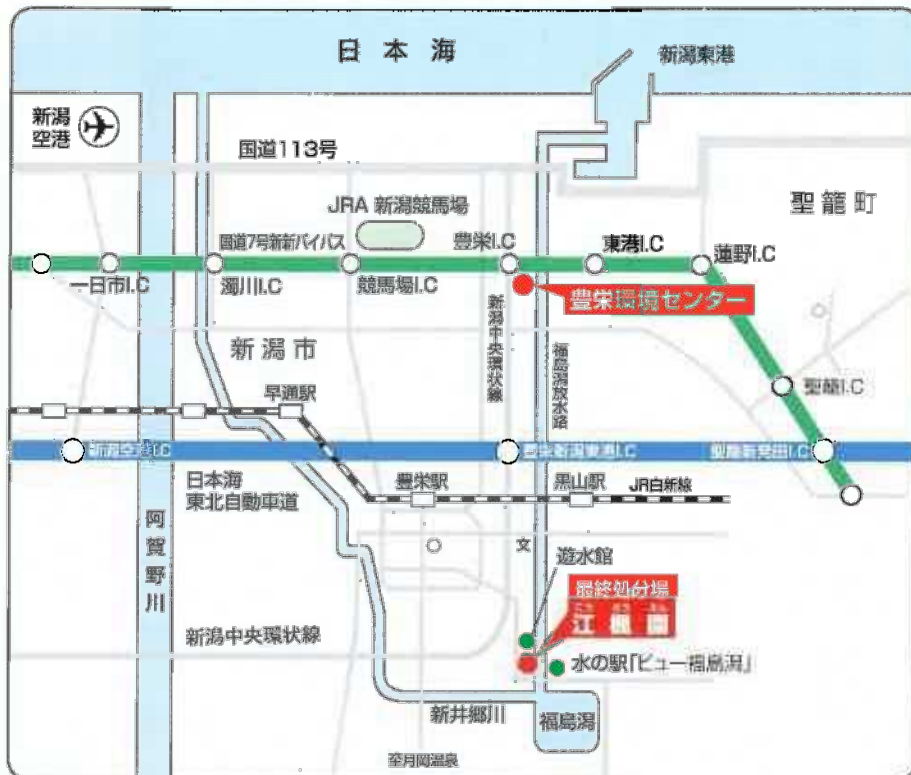 日本海
新潟東港
新潟
空港
国道113号
聖籠町
JRA 新潟競馬場
国道7号新新バイパス
豊栄I.C
東港I.C
蓮野I.C
一日市I.C
濁川I.C
競馬場I.C
豊栄環境センター
新潟中央環状線
福島潟放水路
新潟市
早通駅
聖籠I.C
新潟空港I.C
豊栄新潟東港I.C
聖籠新発田I.C
日本海
東北自動車道
豊栄駅
黒山駅
JR白新線
阿賀野川
文
遊水館
最終処分場
新潟中央環状線
水の駅「ビュー福島潟」
新井郷川
福島潟
至月岡温泉